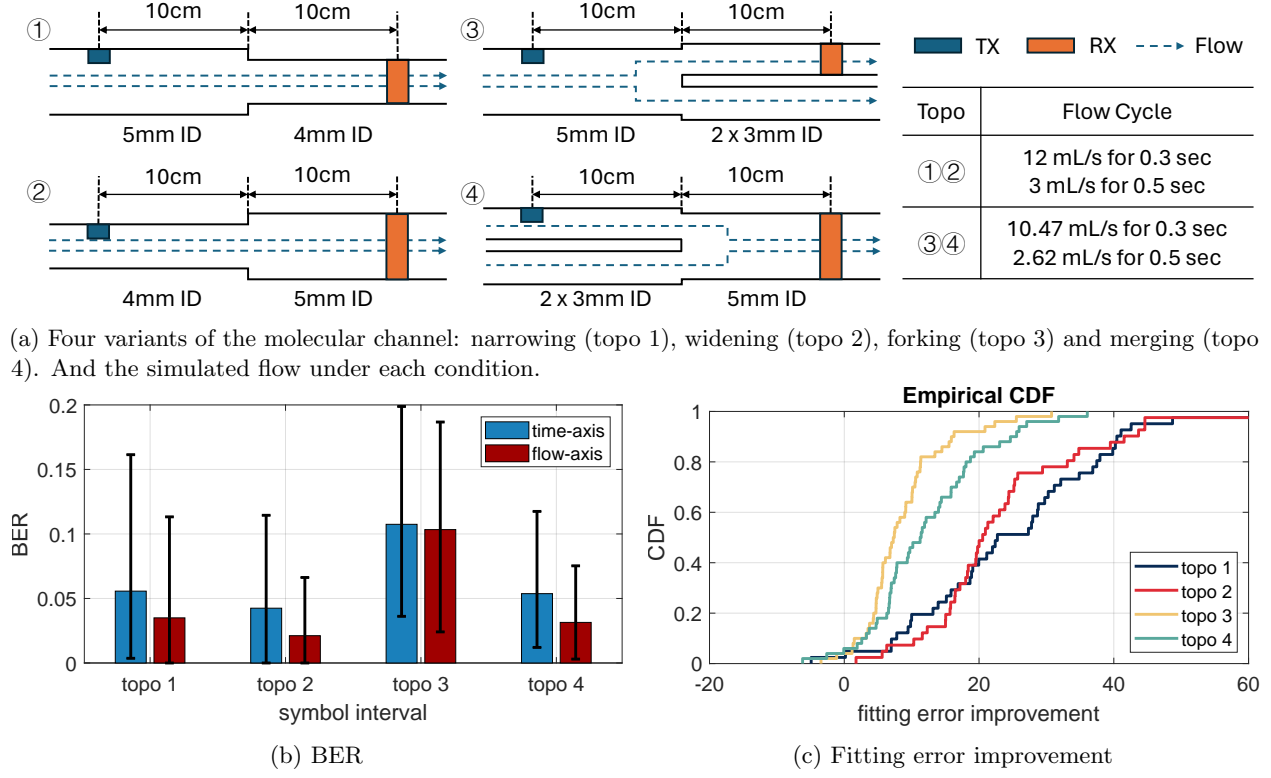 ①
10cm 10cm
5mm ID 4mm ID
②
10cm 10cm
4mm ID 5mm ID
③
10cm 10cm
5mm ID 2 x 3mm ID
④
10cm 10cm
2 x 3mm ID 5mm ID
TX RX Flow
Topo Flow Cycle
①② 12 mL/s for 0.3 sec
3 mL/s for 0.5 sec
③④ 10.47 mL/s for 0.3 sec
2.62 mL/s for 0.5 sec
(a) Four variants of the molecular channel: narrowing (topo 1), widening (topo 2), forking (topo 3) and merging (topo
4). And the simulated flow under each condition.
0.2
0.15
0.1
0.05
0
BER
time-axis
flow-axis
topo 1 topo 2 topo 3 topo 4
symbol interval
(b) BER
Empirical CDF
1
0.8
0.6
0.4
0.2
0
CDF
topo 1
topo 2
topo 3
topo 4
-20 0 20 40 60
fitting error improvement
(c) Fitting error improvement